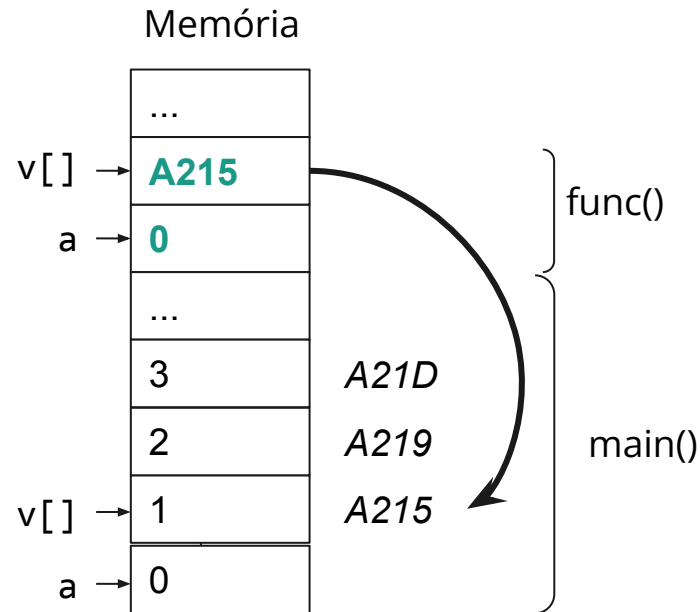 Memória
...
v[] A215
func()
a 0
...
3 A21D
2 A219
main()
v[] 1 A215
a 0